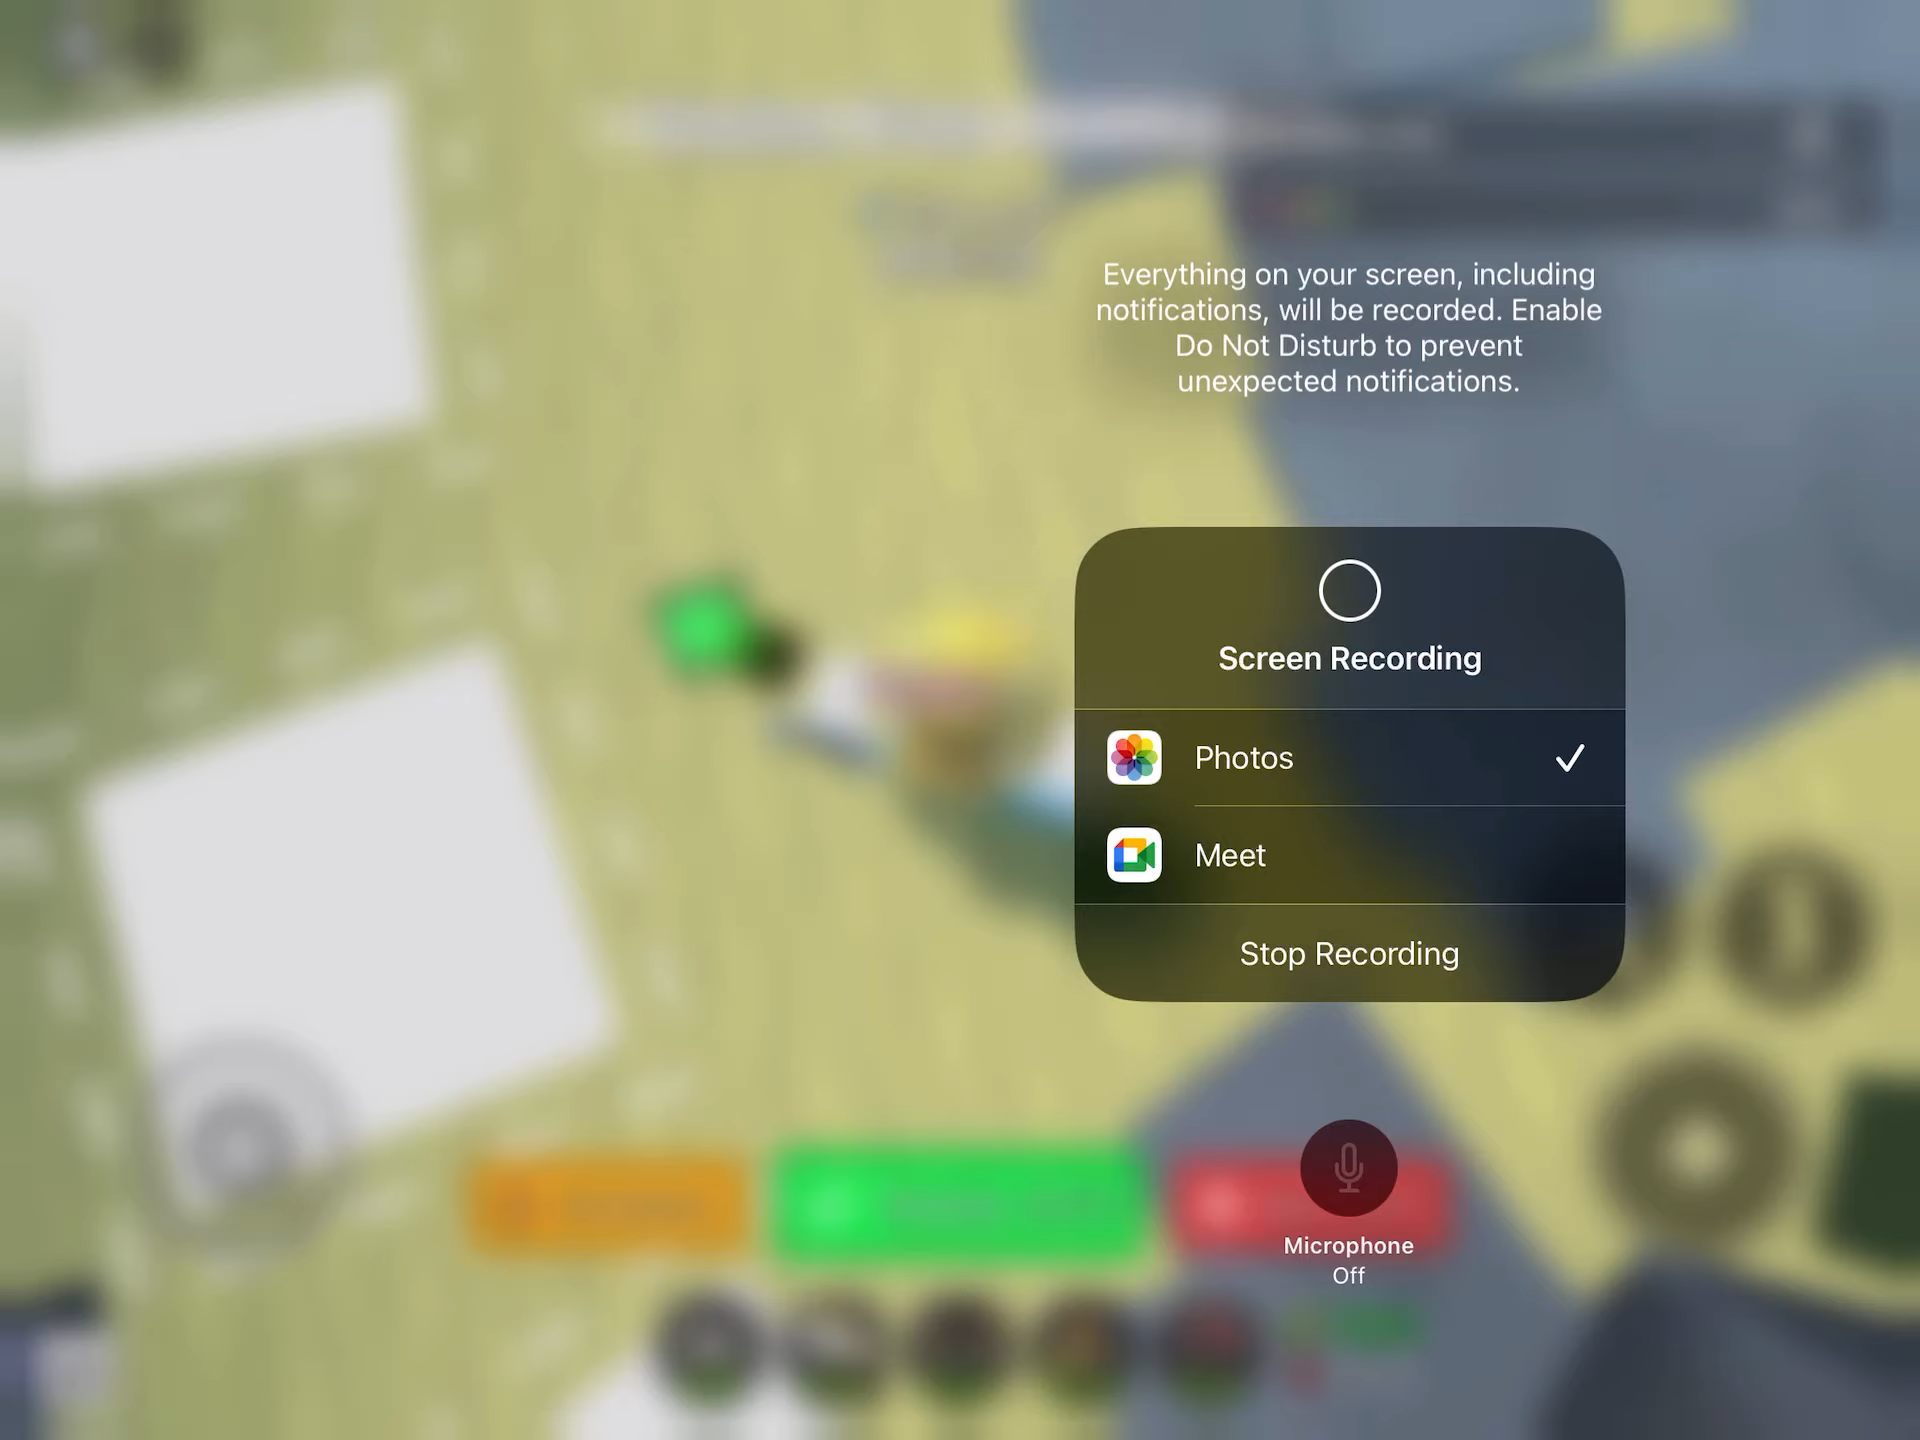 Everything on your screen, including
notifications, will be recorded. Enable
Do Not Disturb to prevent
unexpected notifications.
Screen Recording
Photos
Meet
Stop Recording
Microphone
Off